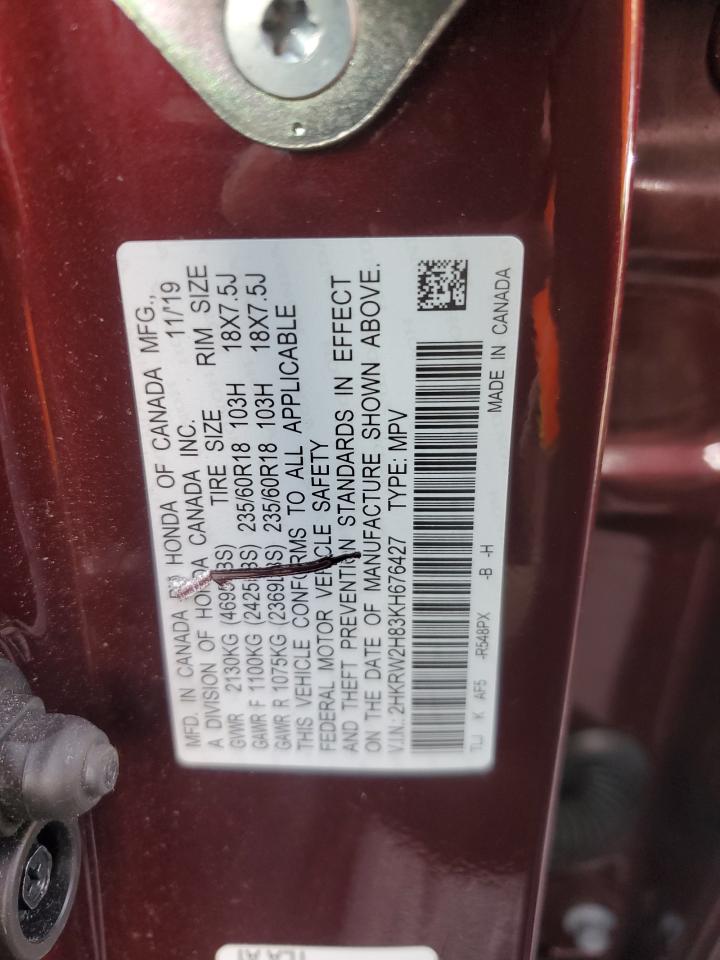 MFD. IN CANADA BY HONDA OF CANADA MFG.,
A DIVISION OF HONDA CANADA INC. 11/19
TIRE SIZE RIM SIZE
GVWR 2130KG (4695LBS)
GAWR F 1100KG (2425LBS) 235/60R18 103H 18X7.5J
GAWR R 1075KG (2369LBS) 235/60R18 103H 18X7.5J
THIS VEHICLE CONFORMS TO ALL APPLICABLE
FEDERAL MOTOR VEHICLE SAFETY
AND THEFT PREVENTION STANDARDS IN EFFECT
ON THE DATE OF MANUFACTURE SHOWN ABOVE.
V.I.N.: 2HKRW2H83KH676427 TYPE: MPV
TLJ K AF5 -R548PX -B -H MADE IN CANADA